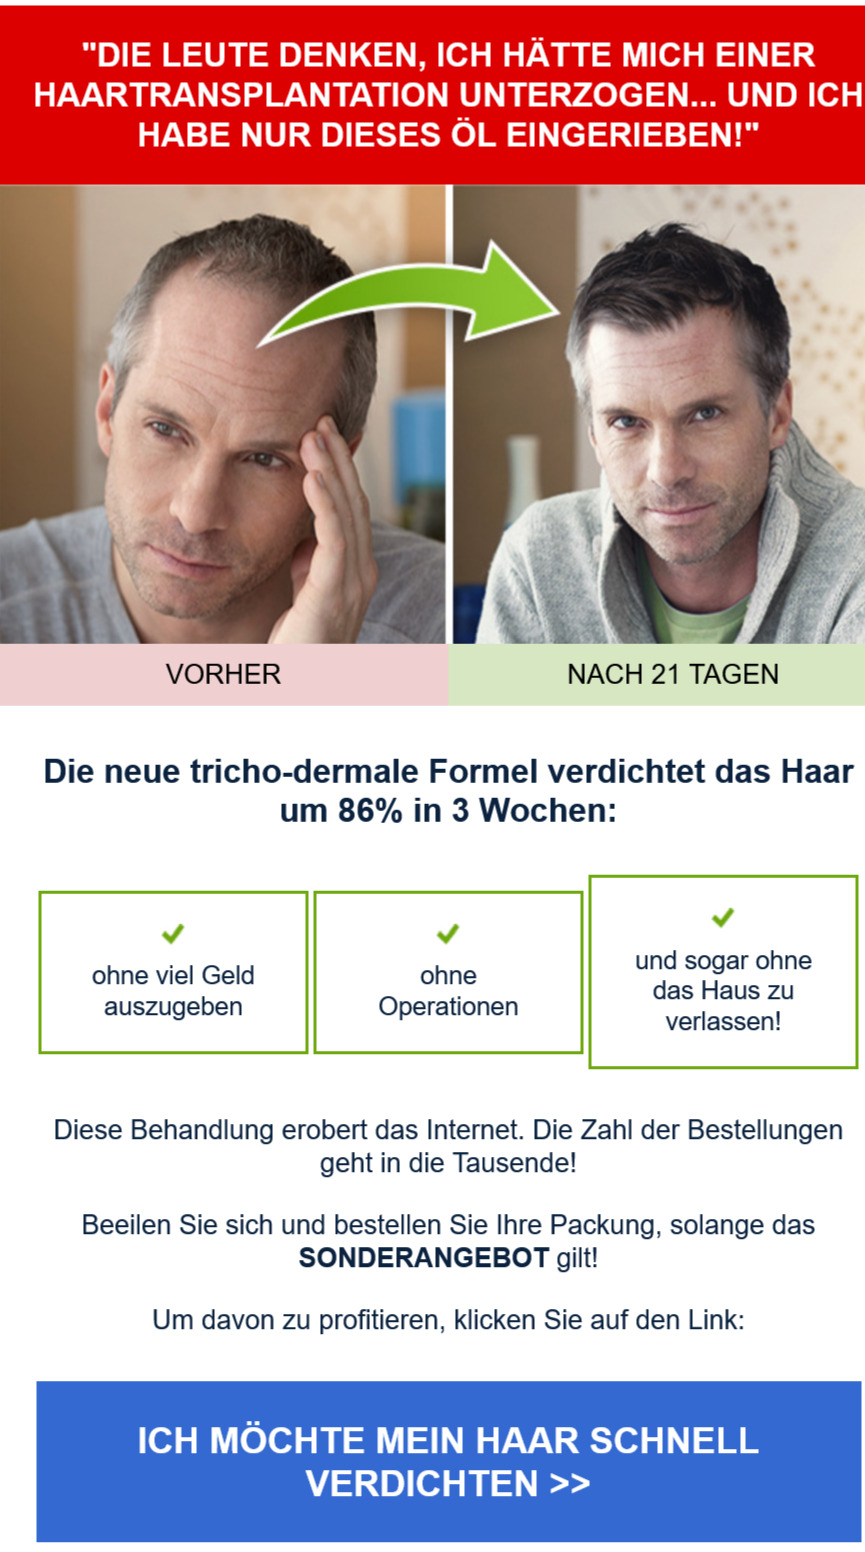 "DIE LEUTE DENKEN, ICH HÄTTE MICH EINER
HAARTRANSPLANTATION UNTERZOGEN... UND ICH
HABE NUR DIESES ÖL EINGERIEBEN!"
VORHER
NACH 21 TAGEN
Die neue tricho-dermale Formel verdichtet das Haar
um 86% in 3 Wochen:
ohne viel Geld
auszugeben
ohne
Operationen
und sogar ohne
das Haus zu
verlassen!
Diese Behandlung erobert das Internet. Die Zahl der Bestellungen
geht in die Tausende!
Beeilen Sie sich und bestellen Sie Ihre Packung, solange das
SONDERANGEBOT gilt!
Um davon zu profitieren, klicken Sie auf den Link:
ICH MÖCHTE MEIN HAAR SCHNELL
VERDICHTEN >>